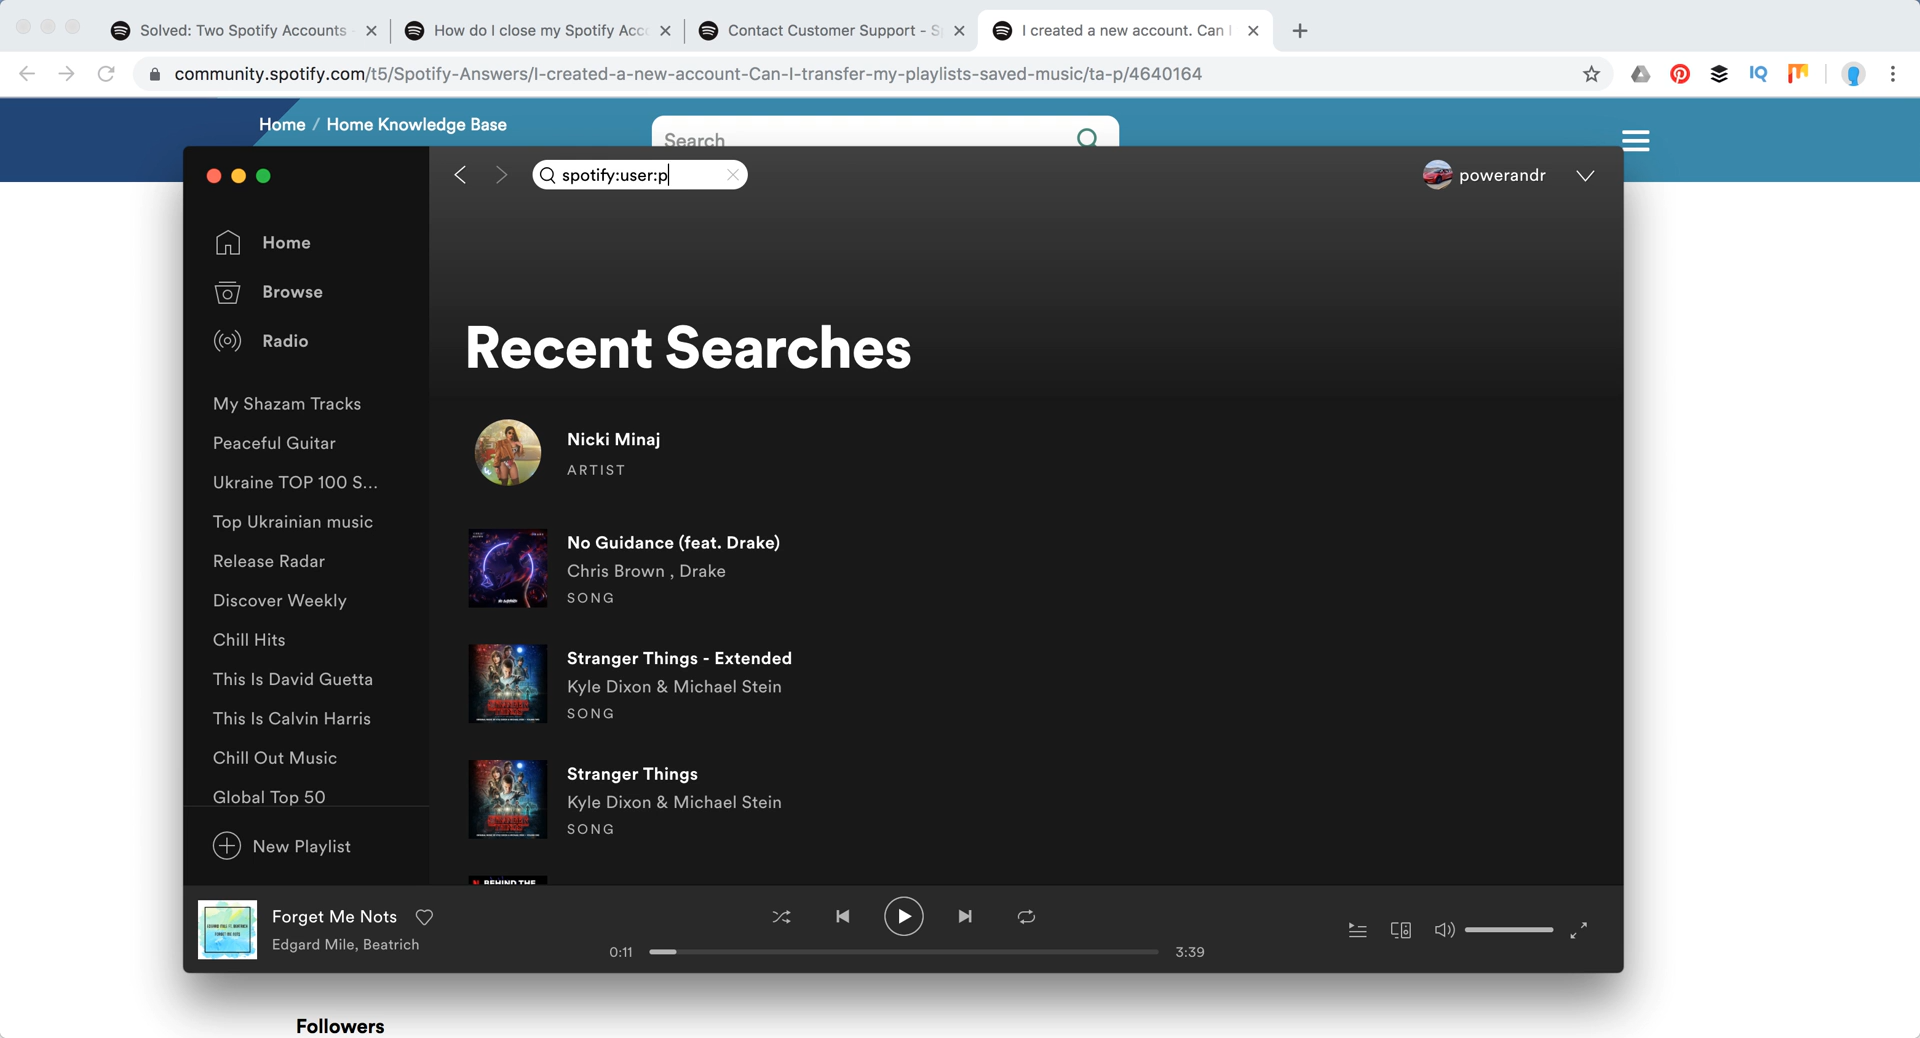 Solved: Two Spotify Accounts
How do I close my Spotify Acc
Contact Customer Support - S
I created a new account. Can I
community.spotify.com/t5/Spotify-Answers/I-created-a-new-account-Can-I-transfer-my-playlists-saved-music/ta-p/4640164
IQ
Home / Home Knowledge Base
Search
spotify:user:p
powerandr
Home
Browse
Radio
My Shazam Tracks
Peaceful Guitar
Ukraine TOP 100 S...
Top Ukrainian music
Release Radar
Discover Weekly
Chill Hits
This Is David Guetta
This Is Calvin Harris
Chill Out Music
Global Top 50
New Playlist
Recent Searches
Nicki Minaj
ARTIST
No Guidance (feat. Drake)
Chris Brown , Drake
SONG
Stranger Things - Extended
Kyle Dixon & Michael Stein
SONG
Stranger Things
Kyle Dixon & Michael Stein
SONG
BEHIND THE
Forget Me Nots
Edgard Mile, Beatrich
0:11
3:39
Followers